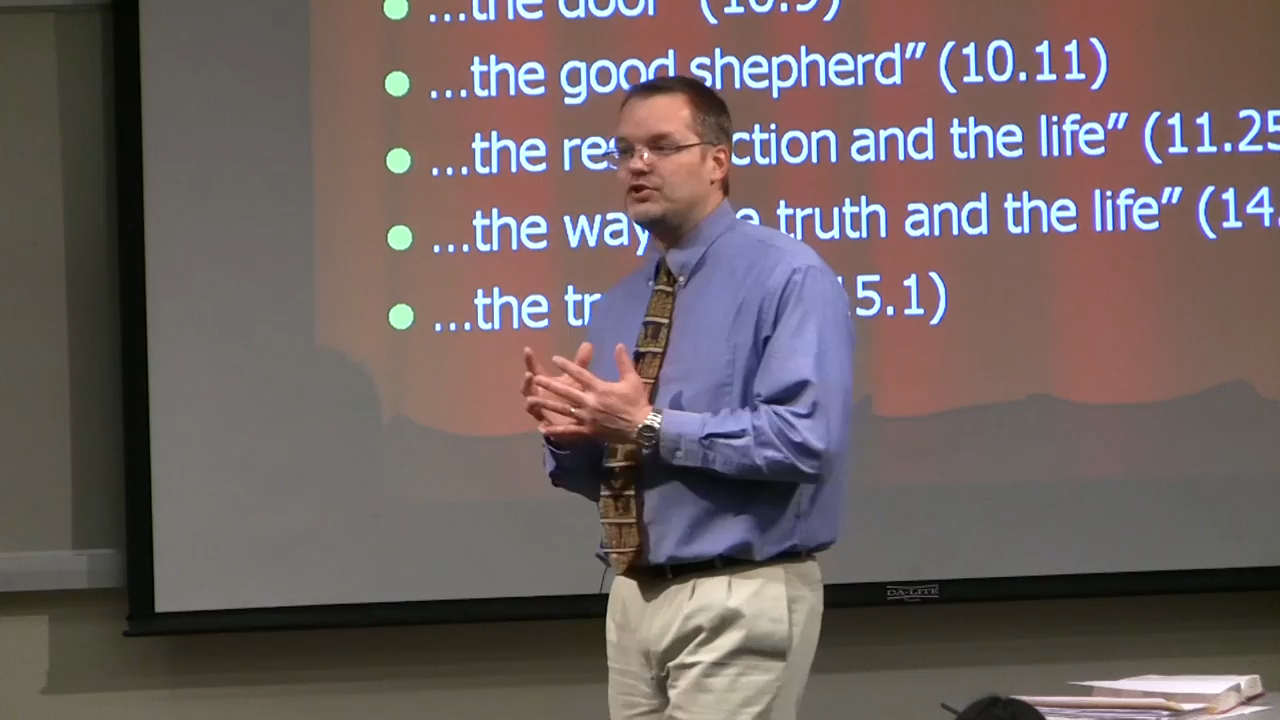 ...the door" (10.9)
...the good shepherd" (10.11)
...the res ction and the life" (11.25
...the way e truth and the life" (14.
...the tr 5.1)
DA-LITE